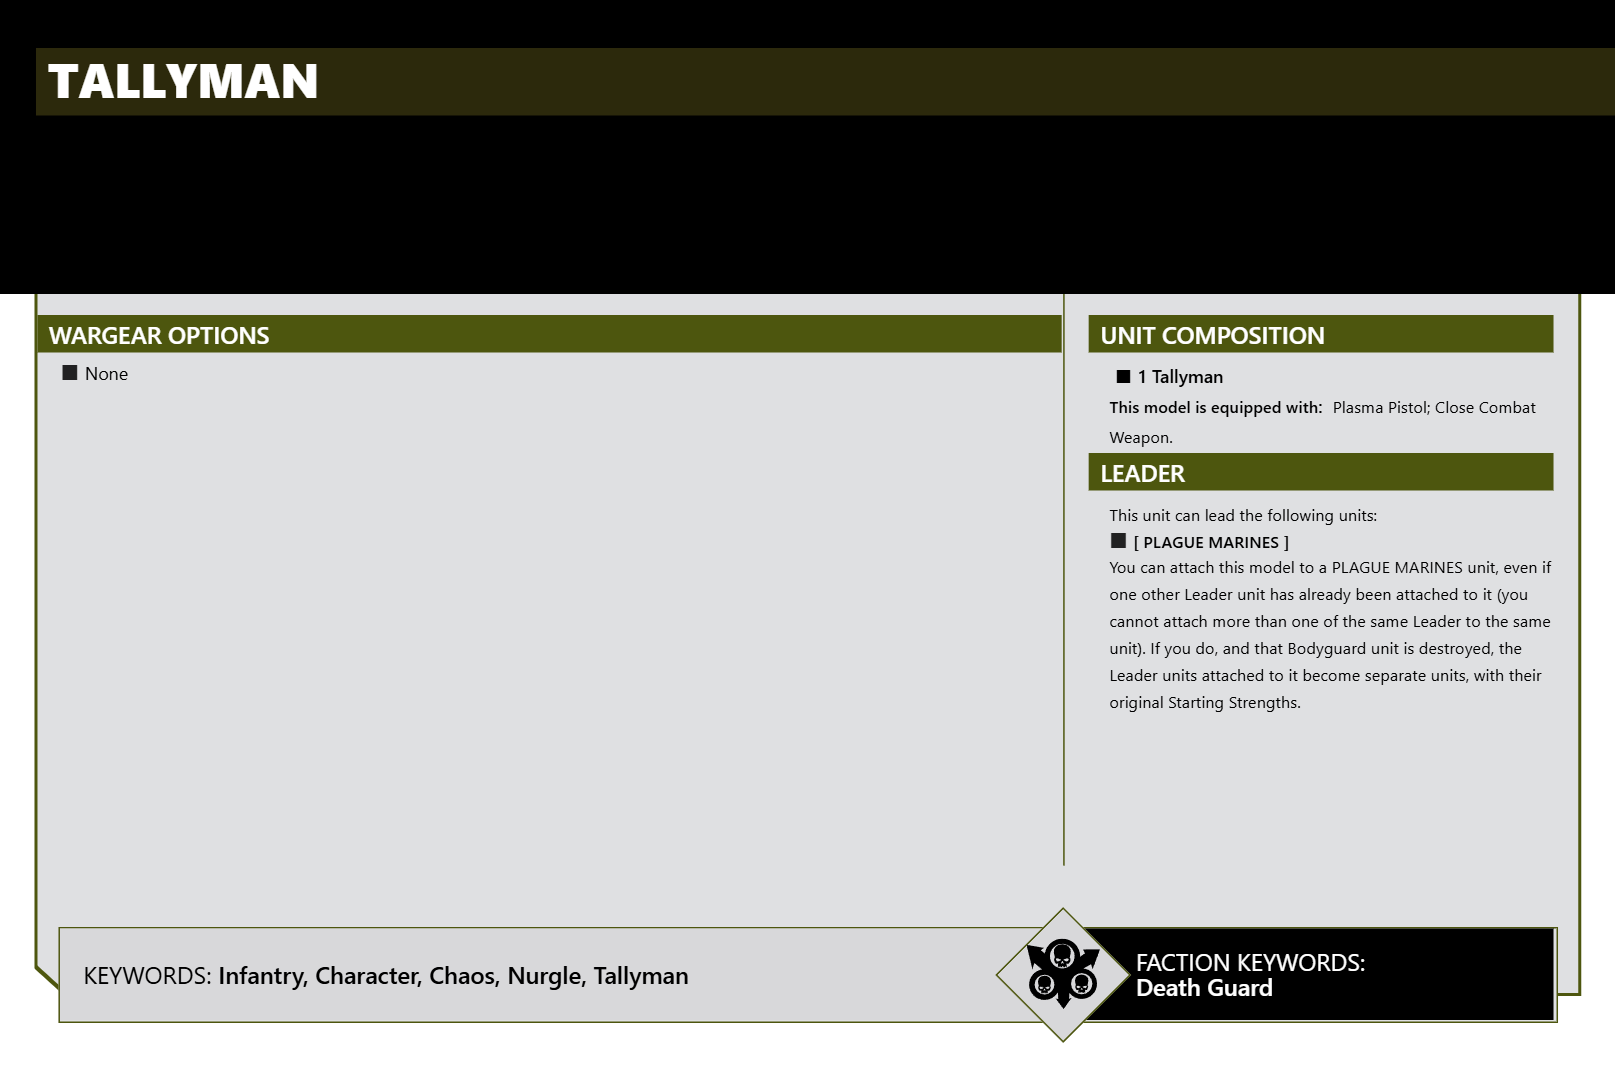 TALLYMAN
WARGEAR OPTIONS
■ None
UNIT COMPOSITION
■ 1 Tallyman
This model is equipped with: Plasma Pistol; Close Combat
Weapon.
LEADER
This unit can lead the following units:
■ [ PLAGUE MARINES ]
You can attach this model to a PLAGUE MARINES unit, even if
one other Leader unit has already been attached to it (you
cannot attach more than one of the same Leader to the same
unit). If you do, and that Bodyguard unit is destroyed, the
Leader units attached to it become separate units, with their
original Starting Strengths.
KEYWORDS: Infantry, Character, Chaos, Nurgle, Tallyman
FACTION KEYWORDS:
Death Guard